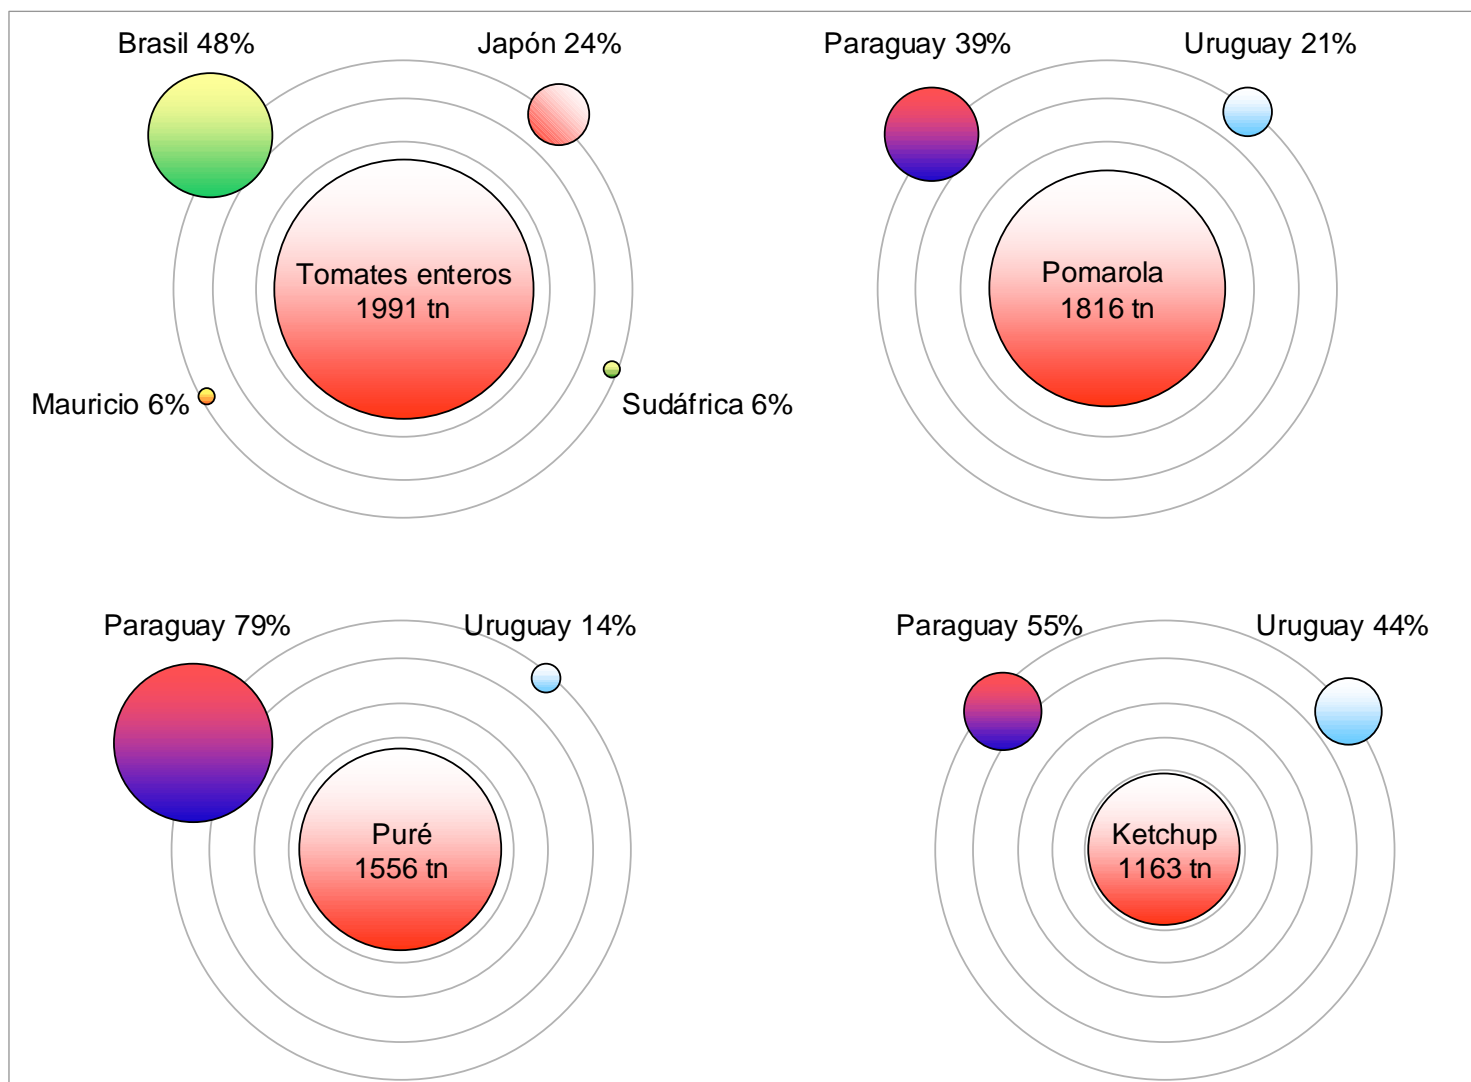 Brasil 48%
Japón 24%
Tomates enteros
1991 tn
Mauricio 6%
Sudáfrica 6%
Paraguay 39%
Uruguay 21%
Pomarola
1816 tn
Paraguay 79%
Uruguay 14%
Puré
1556 tn
Paraguay 55%
Uruguay 44%
Ketchup
1163 tn